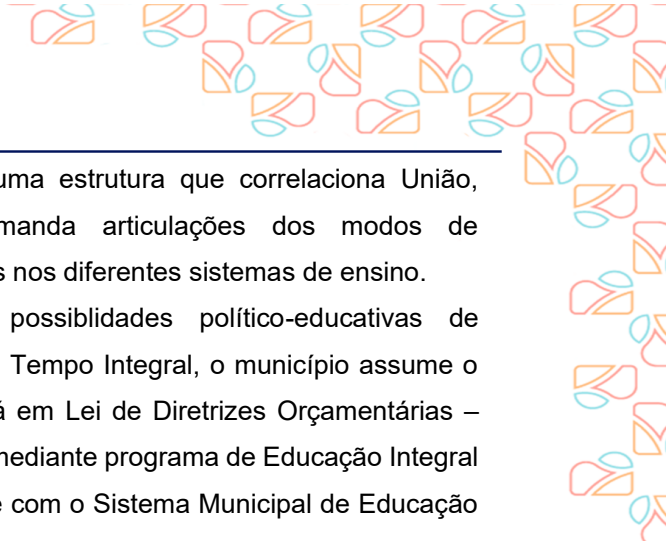 uma estrutura que correlaciona União,
manda articulações dos modos de
s nos diferentes sistemas de ensino.
possiblidades político-educativas de
Tempo Integral, o município assume o
á em Lei de Diretrizes Orçamentárias –
mediante programa de Educação Integral
e com o Sistema Municipal de Educação